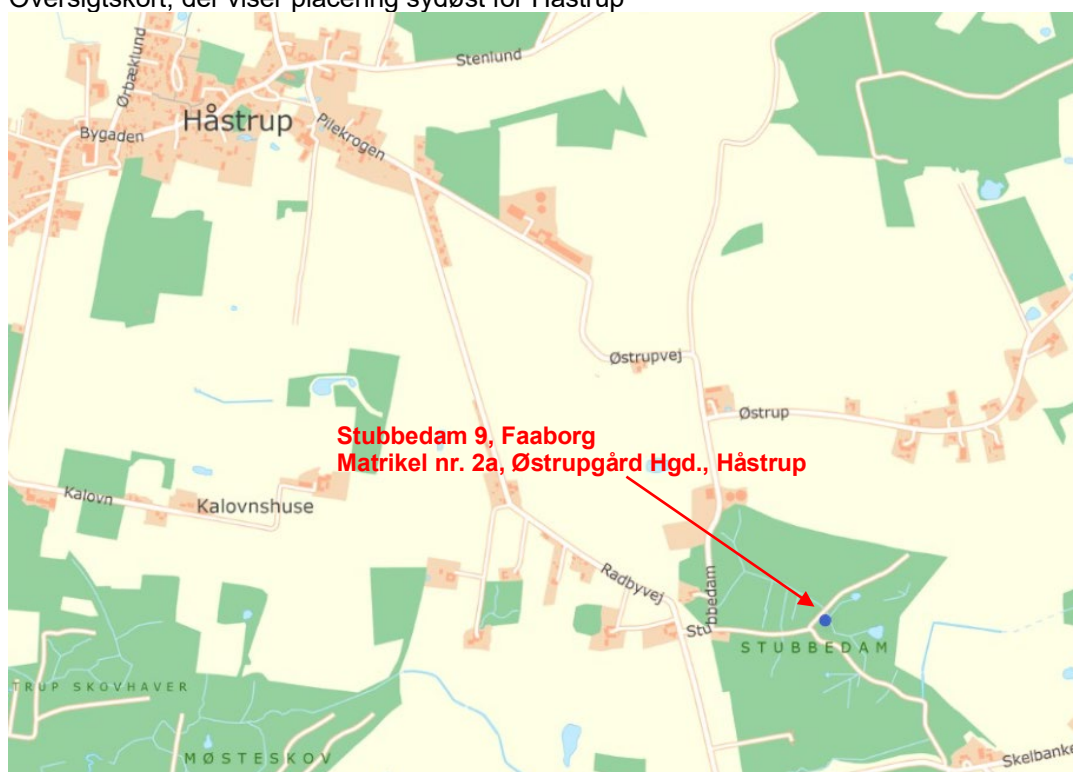 Oversigtskort, der viser placering sydøst for Håstrup
Stenlund
Ørbæklund
Håstrup
Bygaden
Pilekrogen
Østrupvej
Østrup
Stubbedam 9, Faaborg
Matrikel nr. 2a, Østrupgård Hgd., Håstrup
Kalovn
Kalovnshuse
Radbyvej
Stubbedam
Stu
STUBBEDAM
TRUP SKOVHAVER
MØSTESKOV
Skelbanke